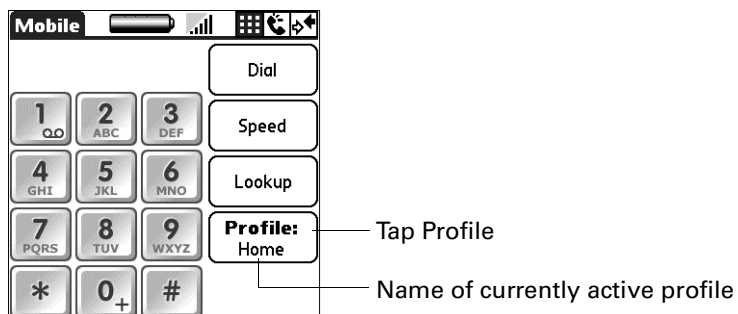 Mobile
Dial
1
2 ABC
3 DEF
Speed
4 GHI
5 JKL
6 MNO
Lookup
7 PQRS
8 TUV
9 WXYZ
Profile:
Home
* 0+ #
Tap Profile
Name of currently active profile